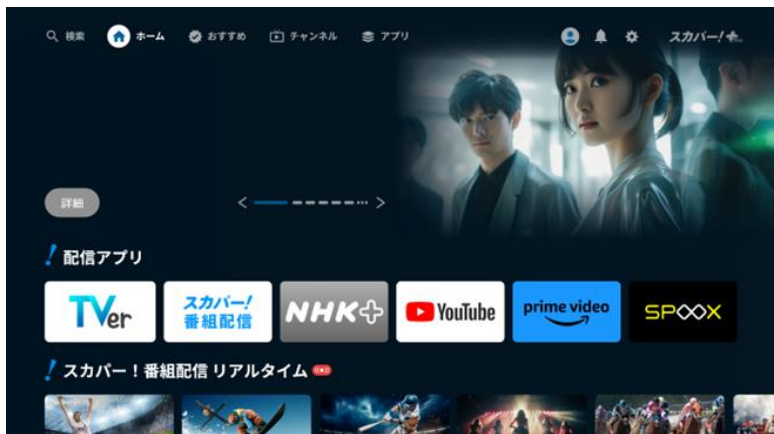 検索 ホーム おすすめ チャンネル アプリ スカパー!+
詳細
配信アプリ
TVer スカパー! 番組配信 NHK+ YouTube prime video SPOOX
スカパー！番組配信 リアルタイム